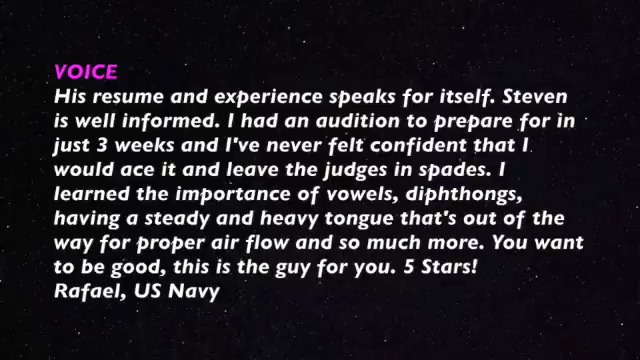 VOICE
His resume and experience speaks for itself. Steven
is well informed. I had an audition to prepare for in
just 3 weeks and I've never felt confident that I
would ace it and leave the judges in spades. I
learned the importance of vowels, diphthongs,
having a steady and heavy tongue that's out of the
way for proper air flow and so much more. You want
to be good, this is the guy for you. 5 Stars!
Rafael, US Navy